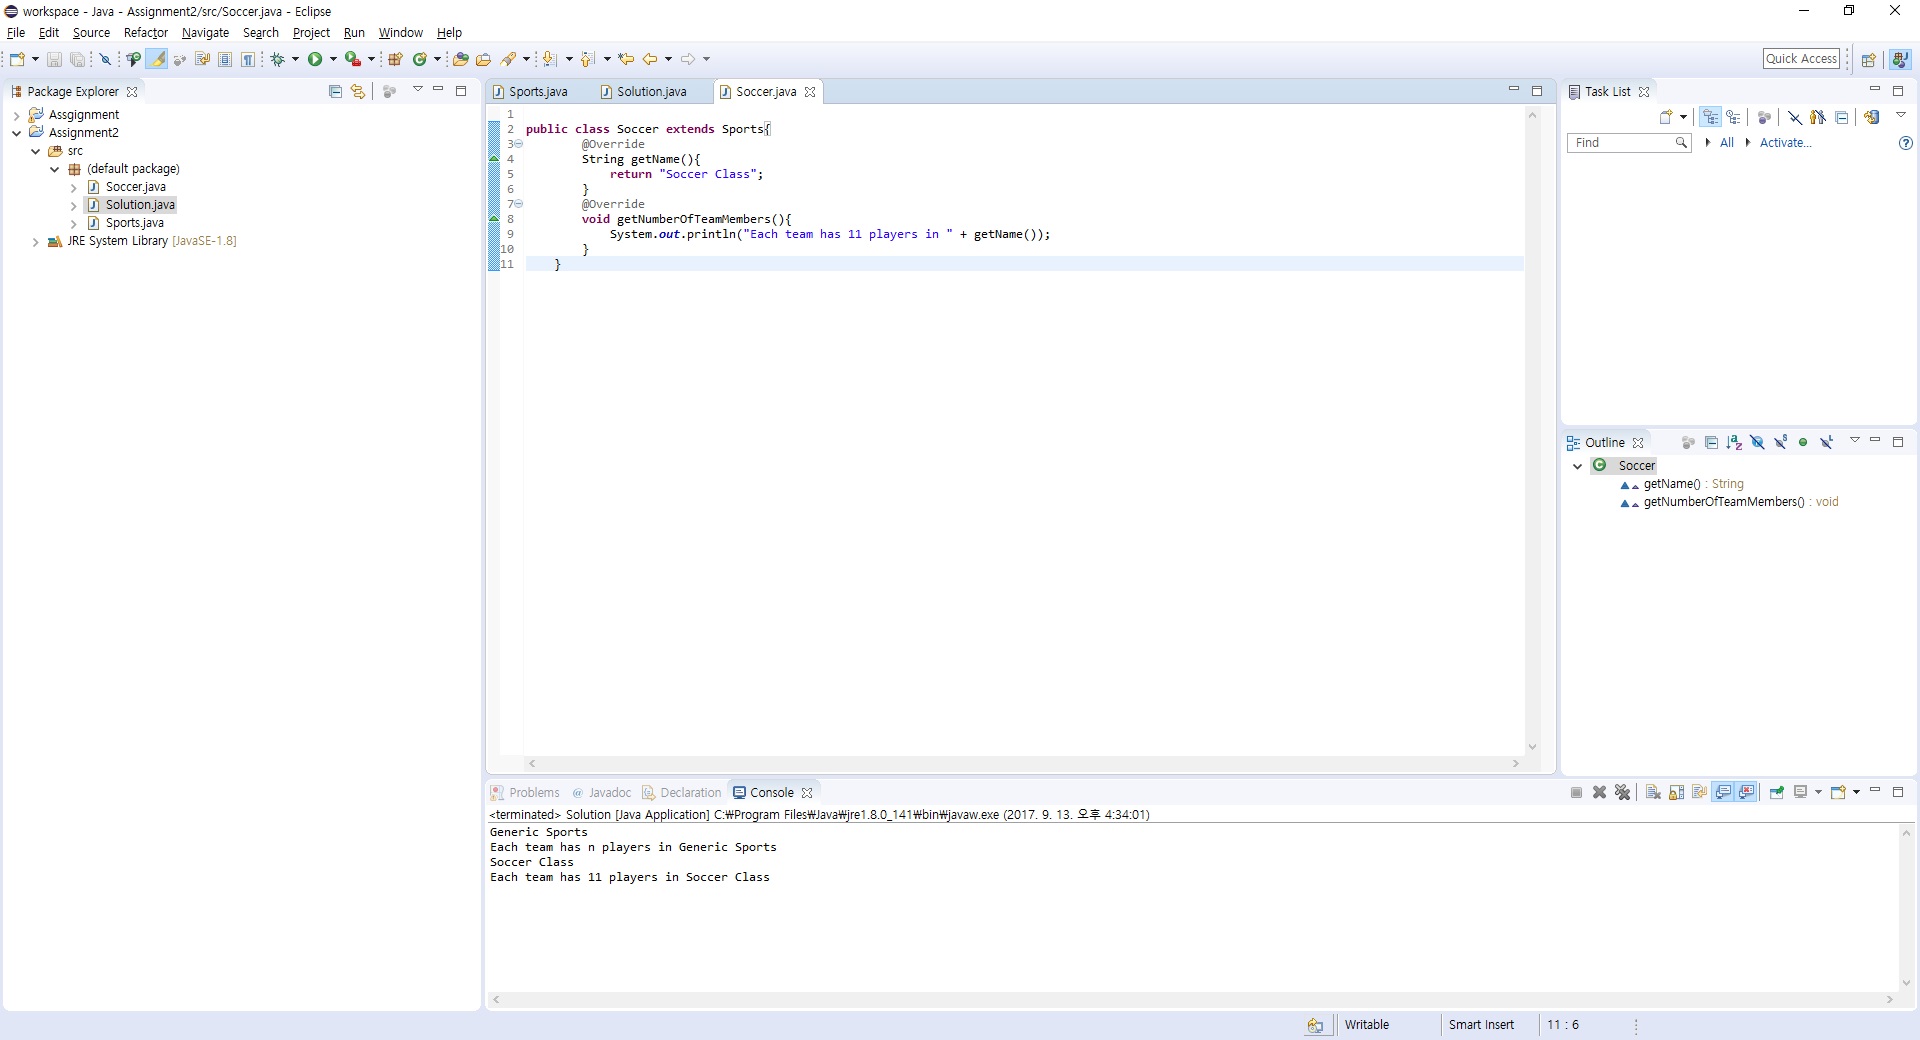 workspace - Java - Assignment2/src/Soccer.java - Eclipse
File Edit Source Refactor Navigate Search Project Run Window Help
Quick Access
Package Explorer
Assgignment
Assignment2
src
(default package)
Soccer.java
Solution.java
Sports.java
JRE System Library [JavaSE-1.8]
Sports.java Solution.java Soccer.java
1
2 public class Soccer extends Sports{
3 @Override
4 String getName(){
5 return "Soccer Class";
6 }
7 @Override
8 void getNumberOfTeamMembers(){
9 System.out.println("Each team has 11 players in " + getName());
10 }
11 }
Task List
Find All Activate...
Outline
Soccer
getName() : String
getNumberOfTeamMembers() : void
Problems @ Javadoc Declaration Console
<terminated> Solution [Java Application] C:₩Program Files₩Java₩jre1.8.0_141₩bin₩javaw.exe (2017. 9. 13. 오후 4:34:01)
Generic Sports
Each team has n players in Generic Sports
Soccer Class
Each team has 11 players in Soccer Class
Writable Smart Insert 11 : 6